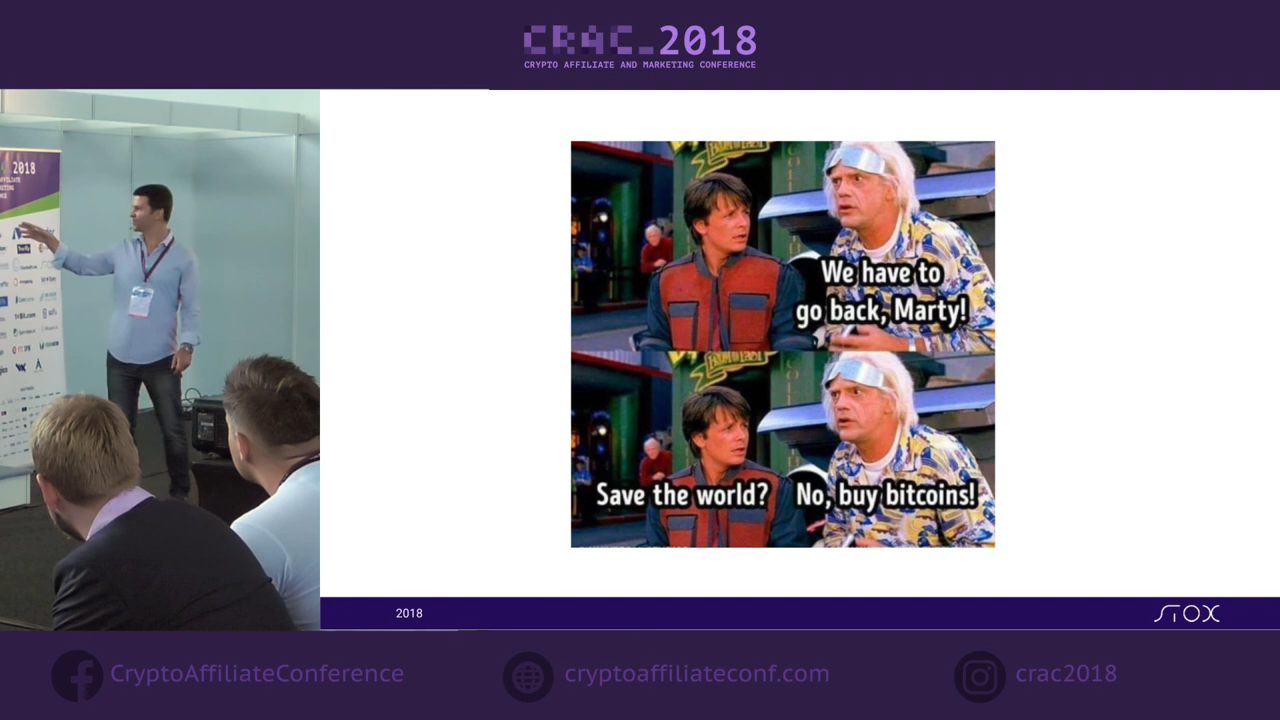 CRAC_2018
CRYPTO AFFILIATE AND MARKETING CONFERENCE
2018
We have to
go back, Marty!
Save the world? No, buy bitcoins!
2018
STOX
CryptoAffiliateConference
cryptoaffiliateconf.com
crac2018